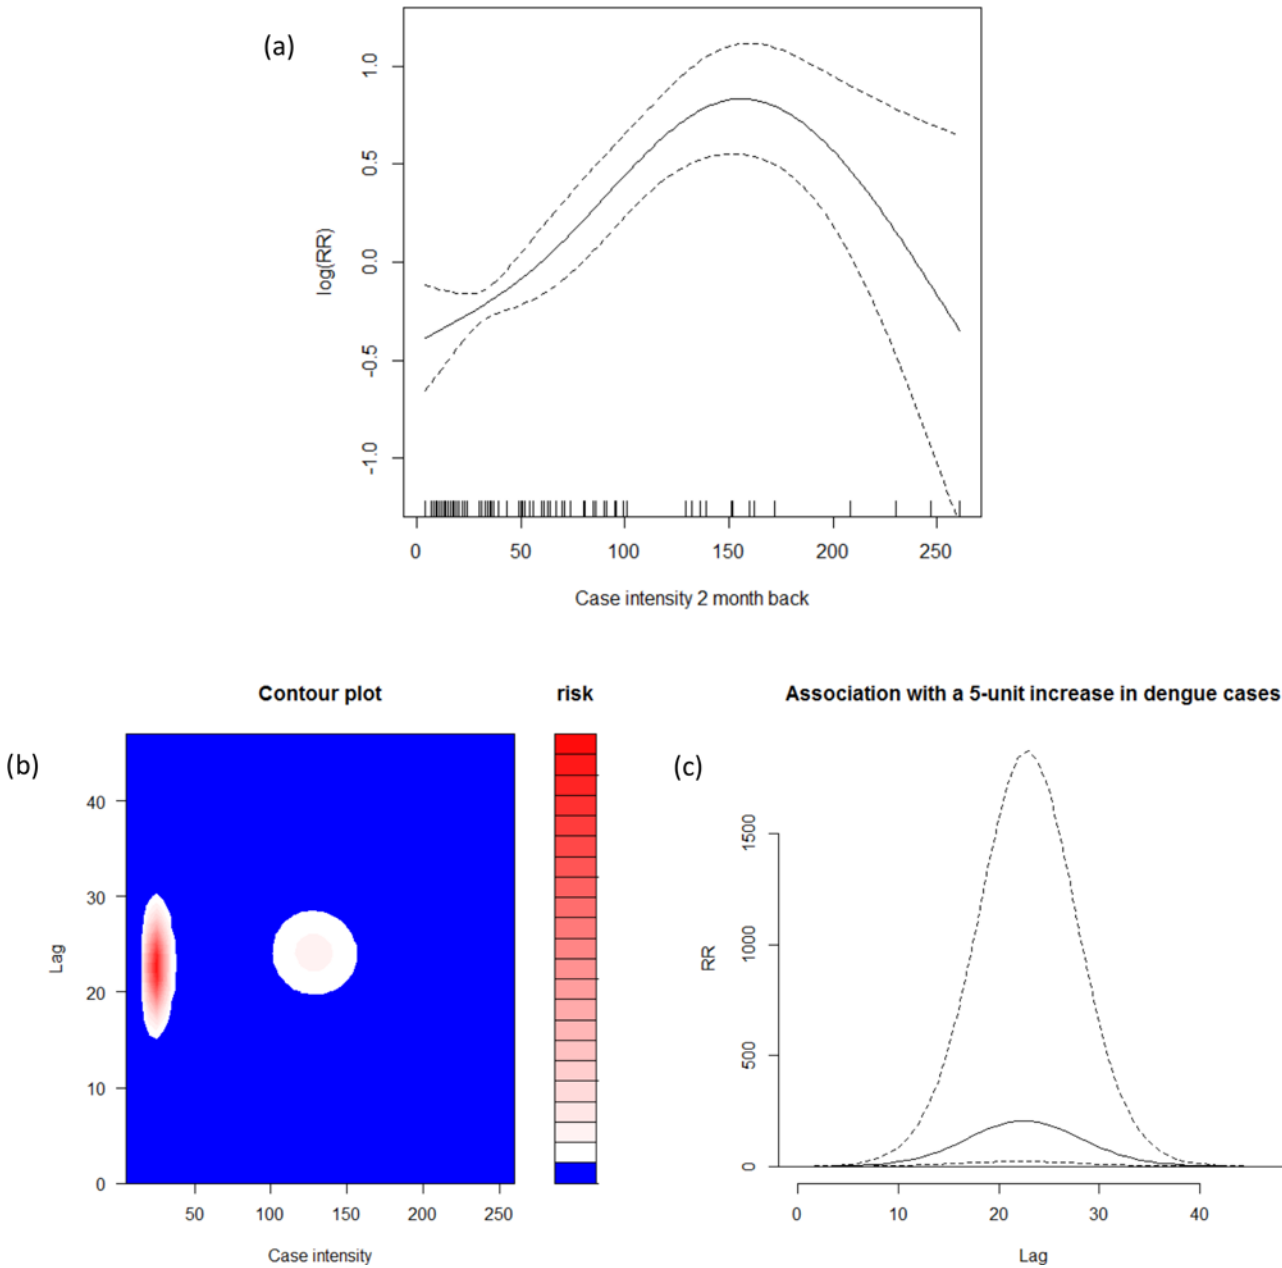 (a)
log(RR)
1.0
0.5
0.0
-0.5
-1.0
0 50 100 150 200 250
Case intensity 2 month back
Contour plot
risk
(b)
Lag
40
30
20
10
0
50 100 150 200 250
Case intensity
Association with a 5-unit increase in dengue cases
(c)
RR
1500
1000
500
0
0 10 20 30 40
Lag